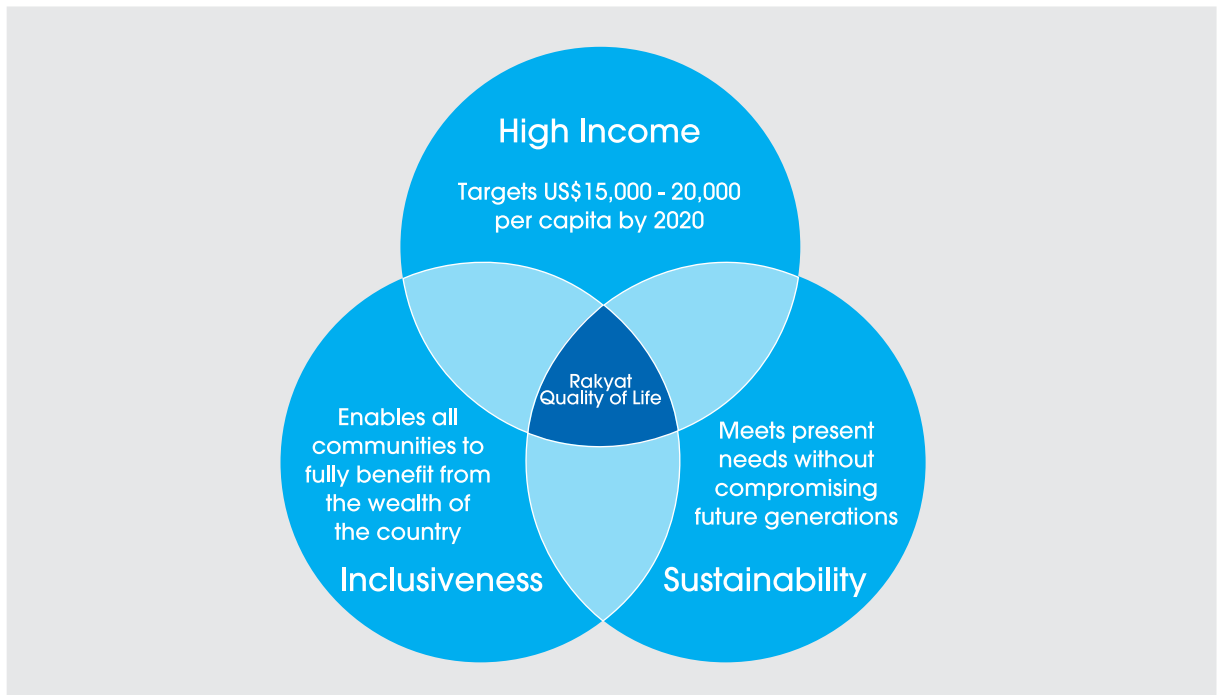 High Income
Targets US$15,000 - 20,000
per capita by 2020
Rakyat
Quality of Life
Enables all
communities to
fully benefit from
the wealth of
the country
Inclusiveness
Meets present
needs without
compromising
future generations
Sustainability